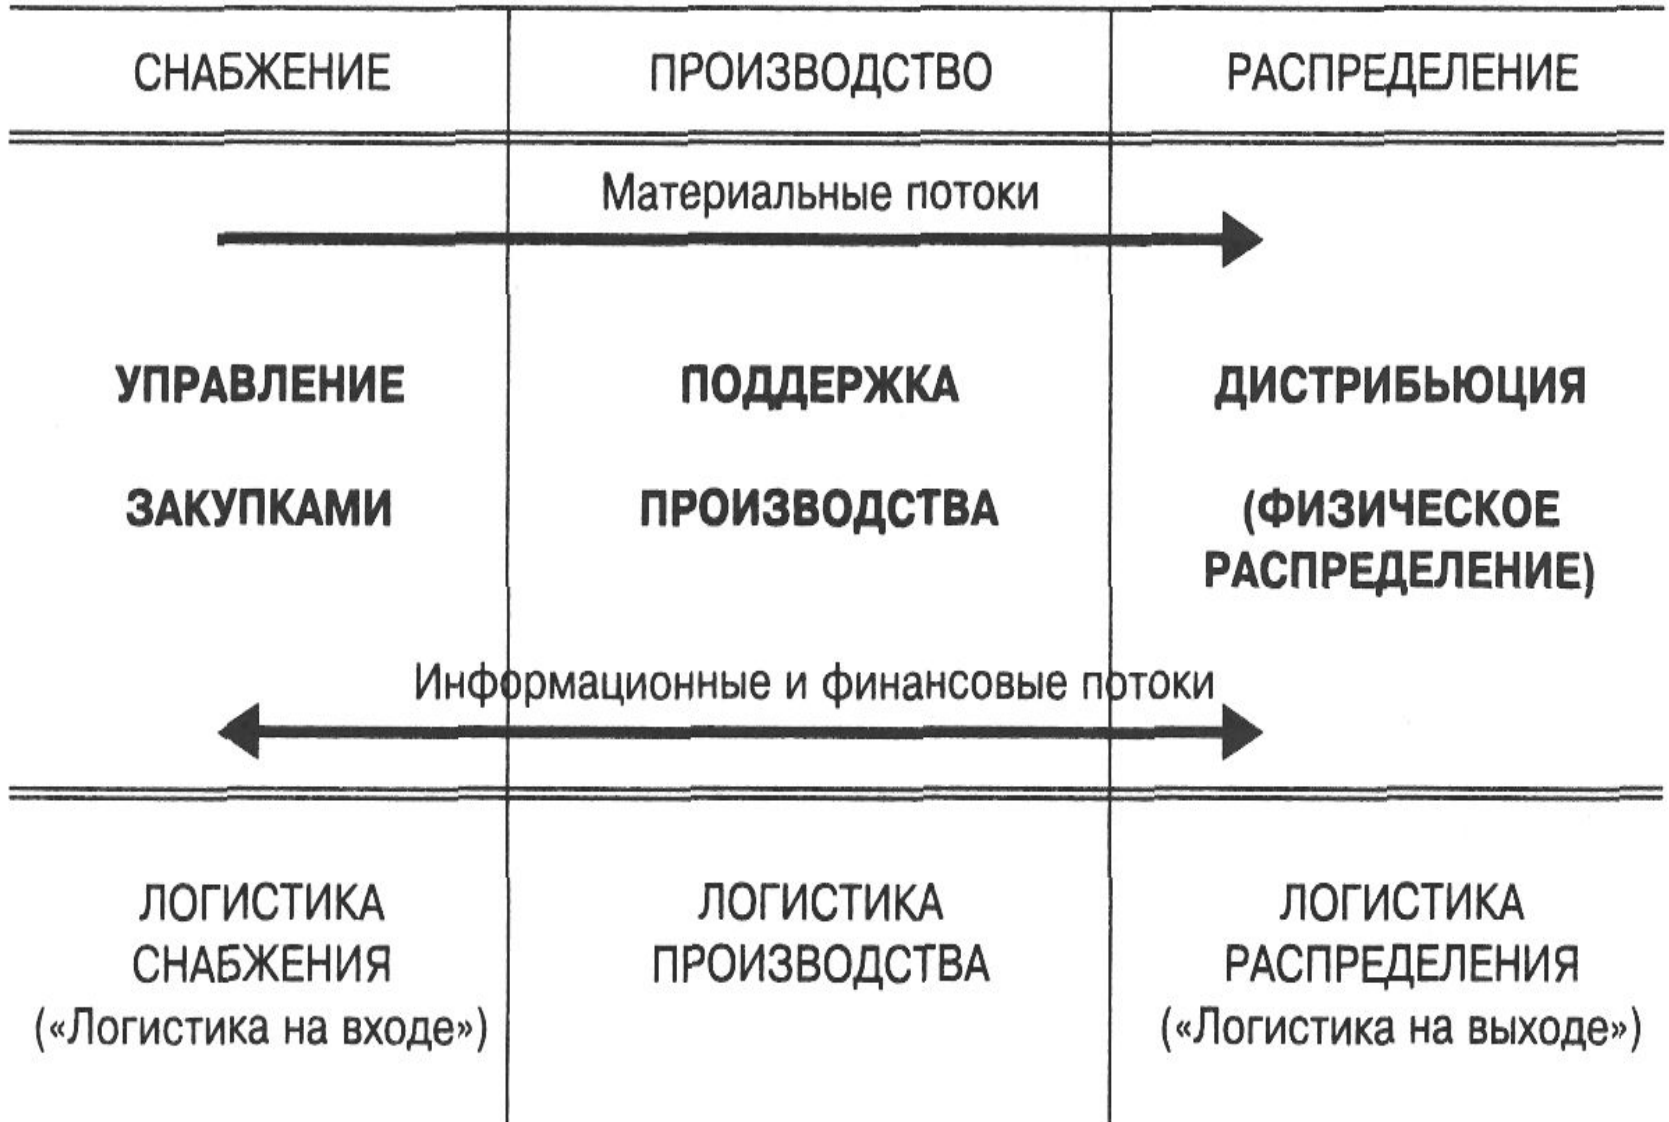 СНАБЖЕНИЕ
ПРОИЗВОДСТВО
РАСПРЕДЕЛЕНИЕ
Материальные потоки
УПРАВЛЕНИЕ
ЗАКУПКАМИ
ПОДДЕРЖКА
ПРОИЗВОДСТВА
ДИСТРИБЬЮЦИЯ
(ФИЗИЧЕСКОЕ
РАСПРЕДЕЛЕНИЕ)
Информационные и финансовые потоки
ЛОГИСТИКА
СНАБЖЕНИЯ
(«Логистика на входе»)
ЛОГИСТИКА
ПРОИЗВОДСТВА
ЛОГИСТИКА
РАСПРЕДЕЛЕНИЯ
(«Логистика на выходе»)